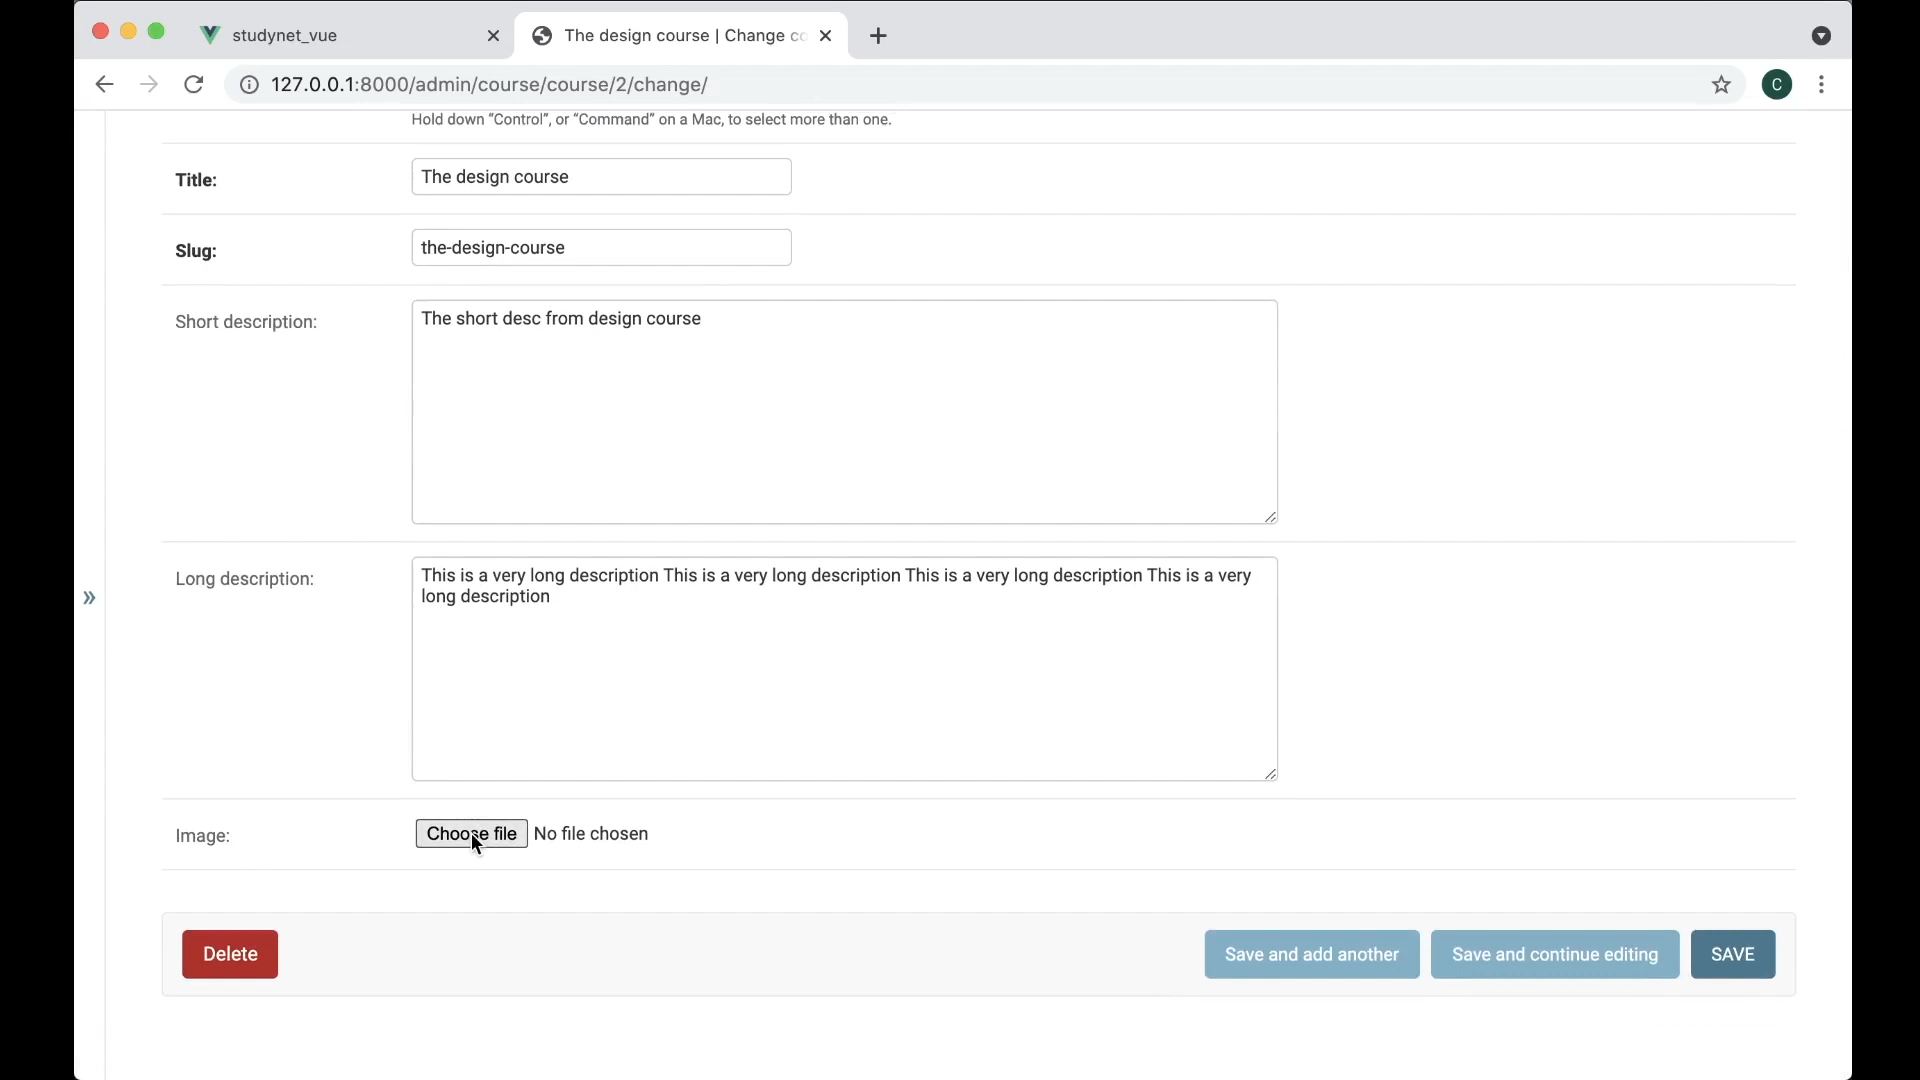 studynet_vue
The design course | Change co
127.0.0.1:8000/admin/course/course/2/change/
C
Hold down “Control”, or “Command” on a Mac, to select more than one.
Title:
The design course
Slug:
the-design-course
Short description:
The short desc from design course
Long description:
This is a very long description This is a very long description This is a very long description This is a very
long description
Image:
Choose file No file chosen
Delete
Save and add another
Save and continue editing
SAVE